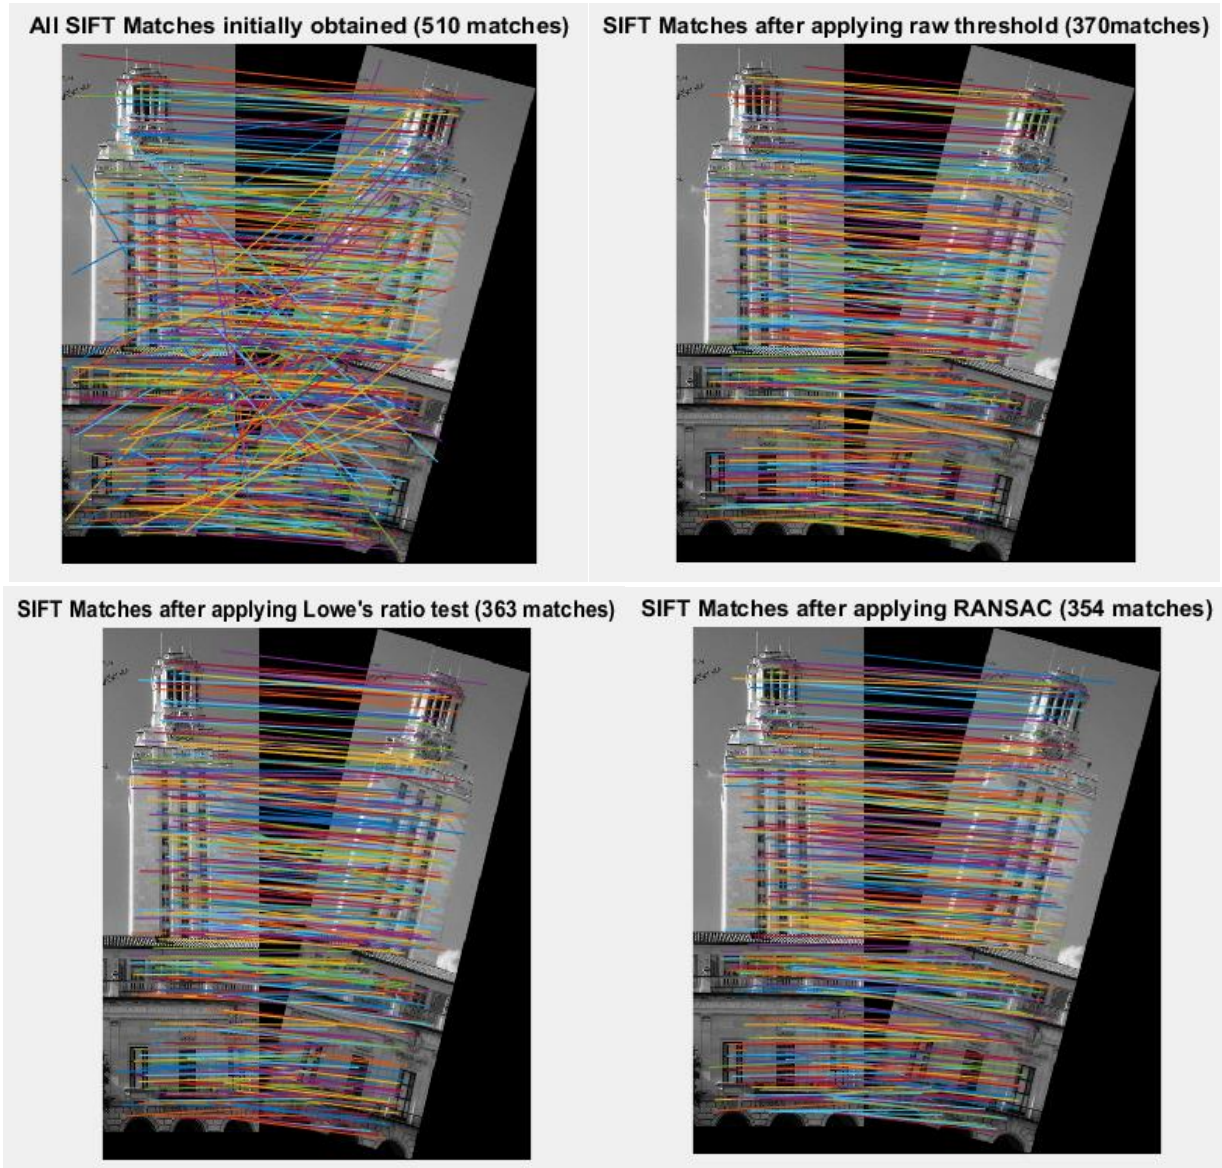 All SIFT Matches initially obtained (510 matches)
SIFT Matches after applying raw threshold (370matches)
SIFT Matches after applying Lowe's ratio test (363 matches)
SIFT Matches after applying RANSAC (354 matches)